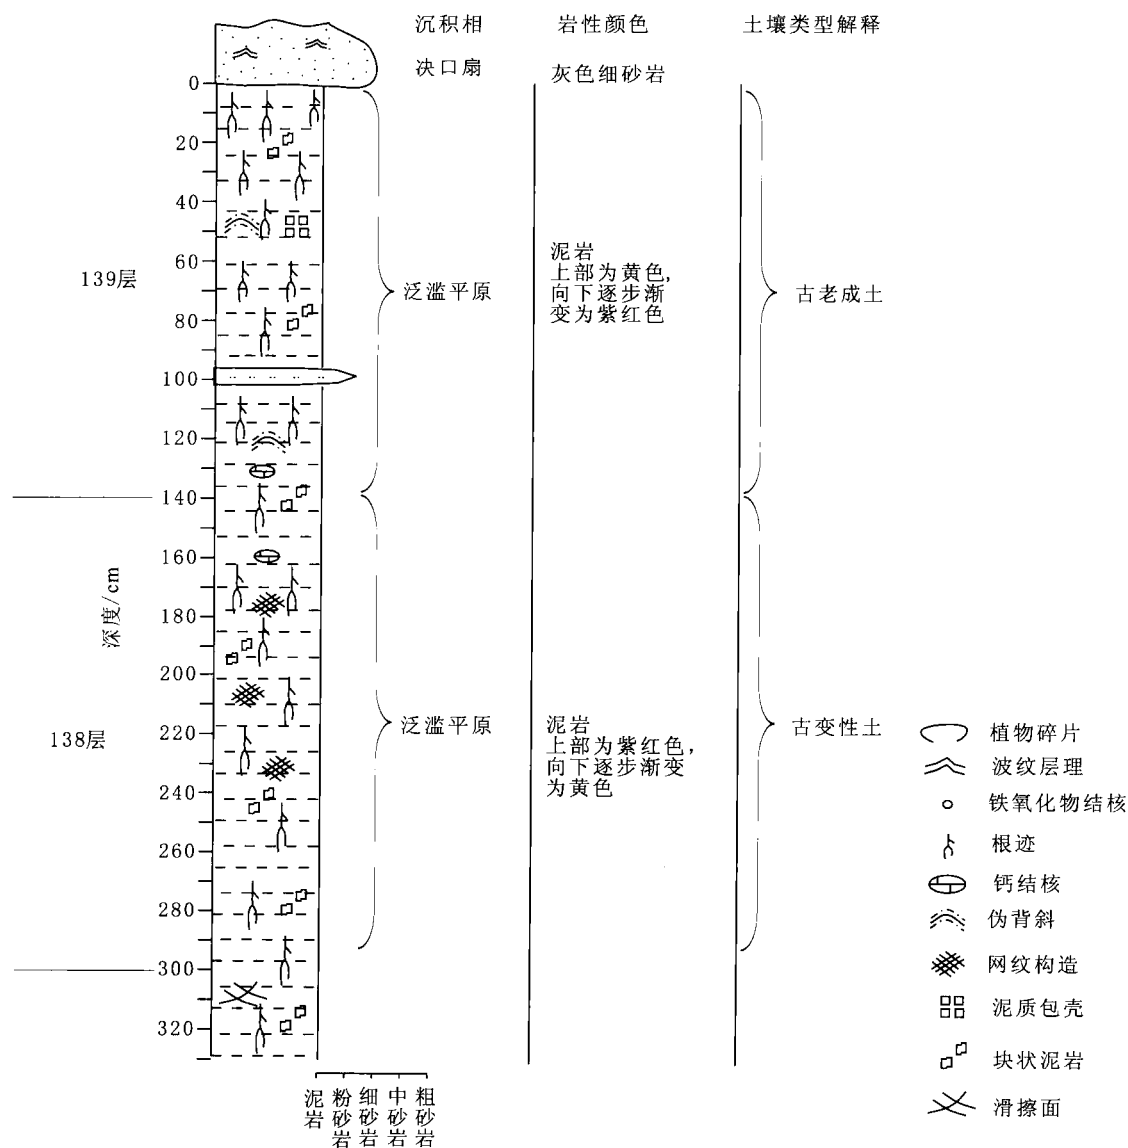 沉积相
岩性颜色
土壤类型解释
决口扇
灰色细砂岩
0
20
40
60
80
100
120
140
160
180
200
220
240
260
280
300
320
深度/cm
139层
138层
泛滥平原
泥岩
上部为黄色,
向下逐步渐
变为紫红色
古老成土
泛滥平原
泥岩
上部为紫红色,
向下逐步渐变
为黄色
古变性土
植物碎片
波纹层理
铁氧化物结核
根迹
钙结核
伪背斜
网纹构造
泥质包壳
块状泥岩
滑擦面
泥岩
粉砂岩
细砂岩
中砂岩
粗砂岩